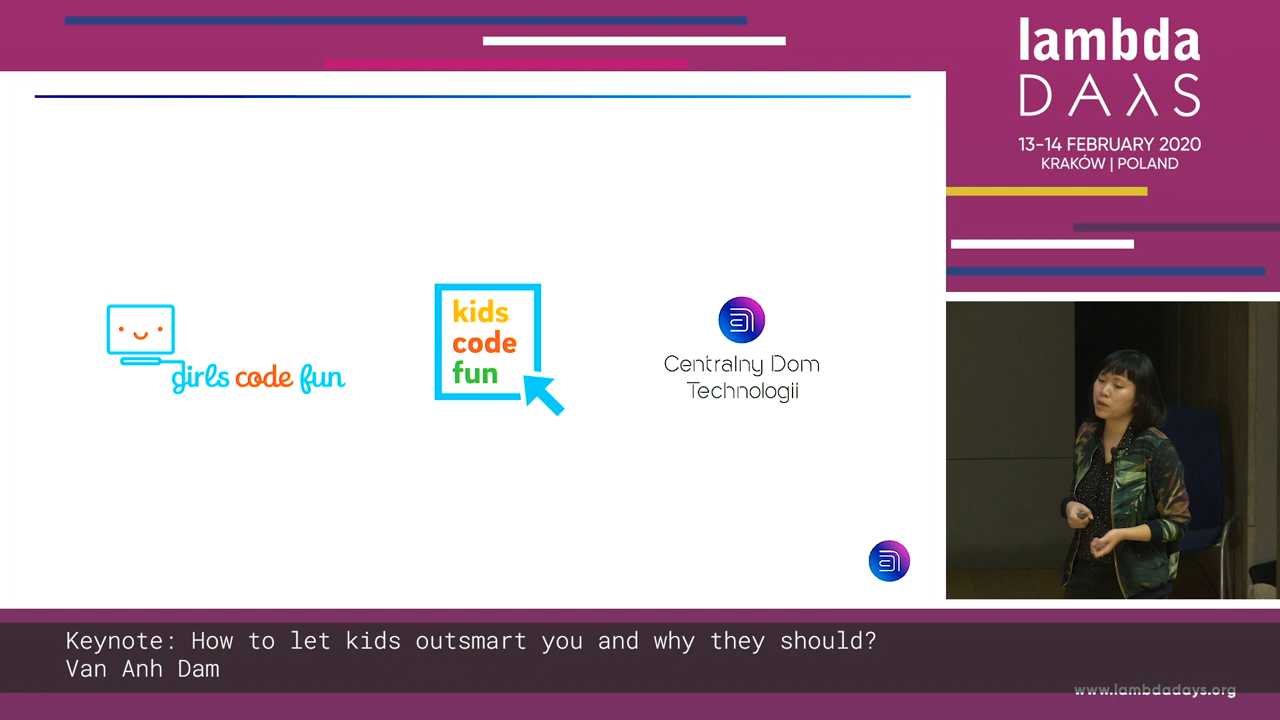 lambda
DAλS
13-14 FEBRUARY 2020
KRAKÓW | POLAND
girls code fun
kids
code
fun
Centralny Dom
Technologii
Keynote: How to let kids outsmart you and why they should?
Van Anh Dam
www.lambdadays.org